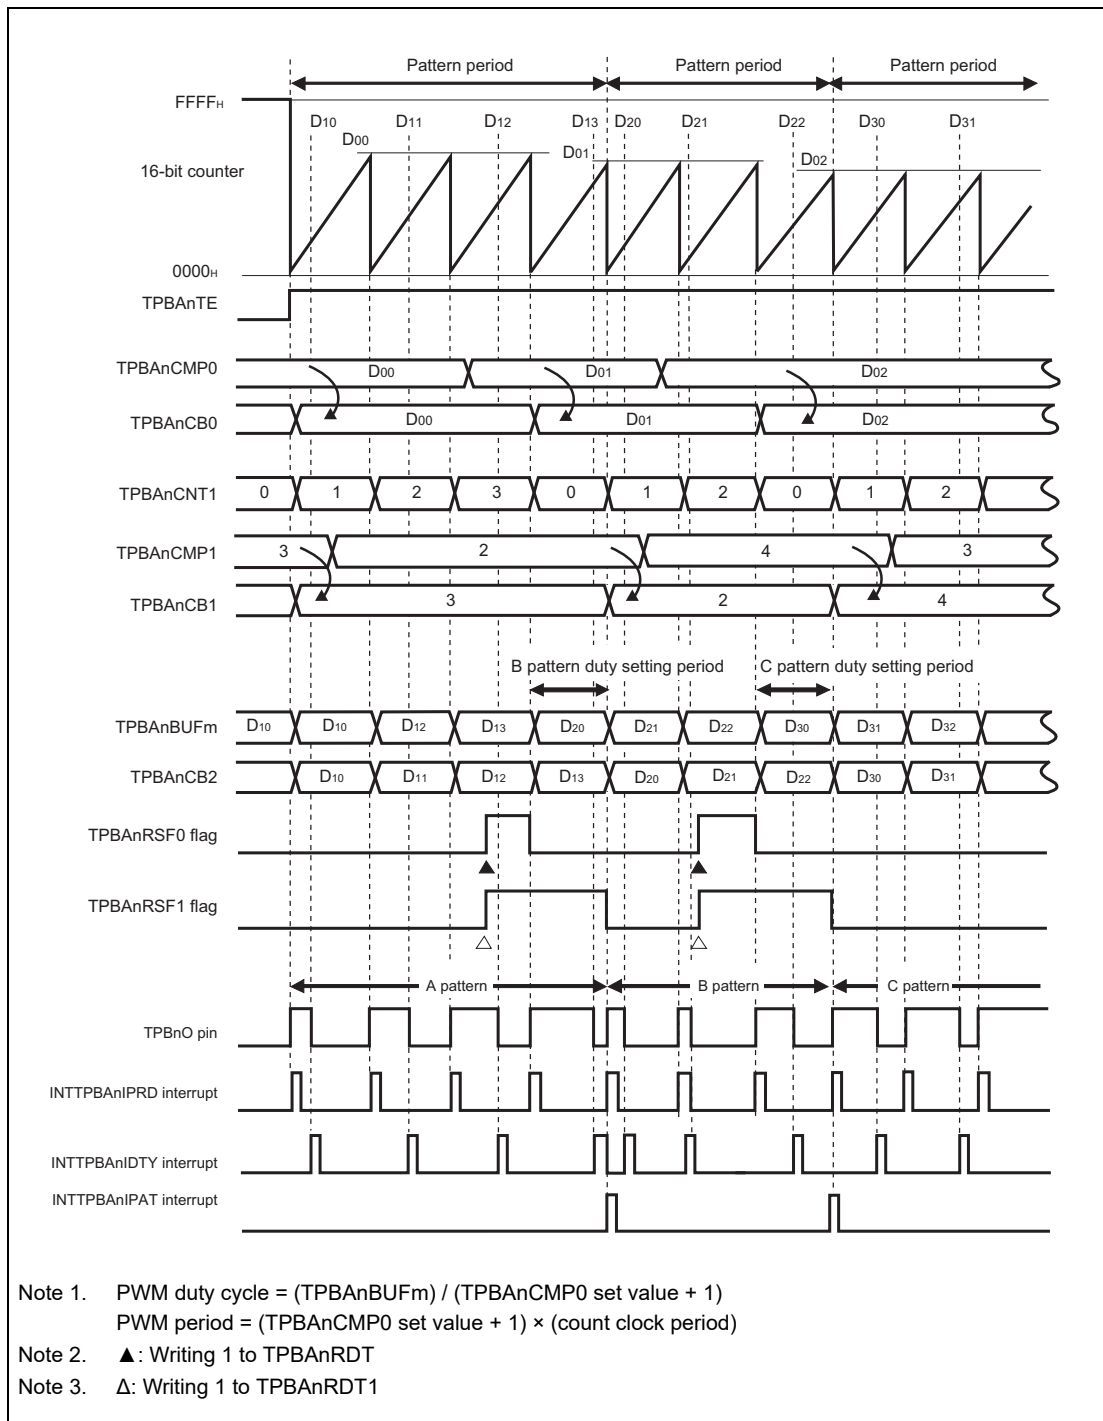 Pattern period Pattern period Pattern period
FFFFH
D10 D11 D12 D13 D20 D21 D22 D30 D31
D00 D01 D02
16-bit counter
0000H
TPBAnTE
TPBAnCMP0 D00 D01 D02
TPBAnCB0 D00 D01 D02
TPBAnCNT1 0 1 2 3 0 1 2 0 1 2
TPBAnCMP1 3 2 4 3
TPBAnCB1 3 2 4
B pattern duty setting period C pattern duty setting period
TPBAnBUFm D10 D10 D12 D13 D20 D21 D22 D30 D31 D32
TPBAnCB2 D10 D11 D12 D13 D20 D21 D22 D30 D31
TPBAnRSF0 flag
TPBAnRSF1 flag
A pattern B pattern C pattern
TPBnO pin
INTTPBAnIPRD interrupt
INTTPBAnIDTY interrupt
INTTPBAnIPAT interrupt
Note 1. PWM duty cycle = (TPBAnBUFm) / (TPBAnCMP0 set value + 1)
PWM period = (TPBAnCMP0 set value + 1) × (count clock period)
Note 2. ▲: Writing 1 to TPBAnRDT
Note 3. Δ: Writing 1 to TPBAnRDT1